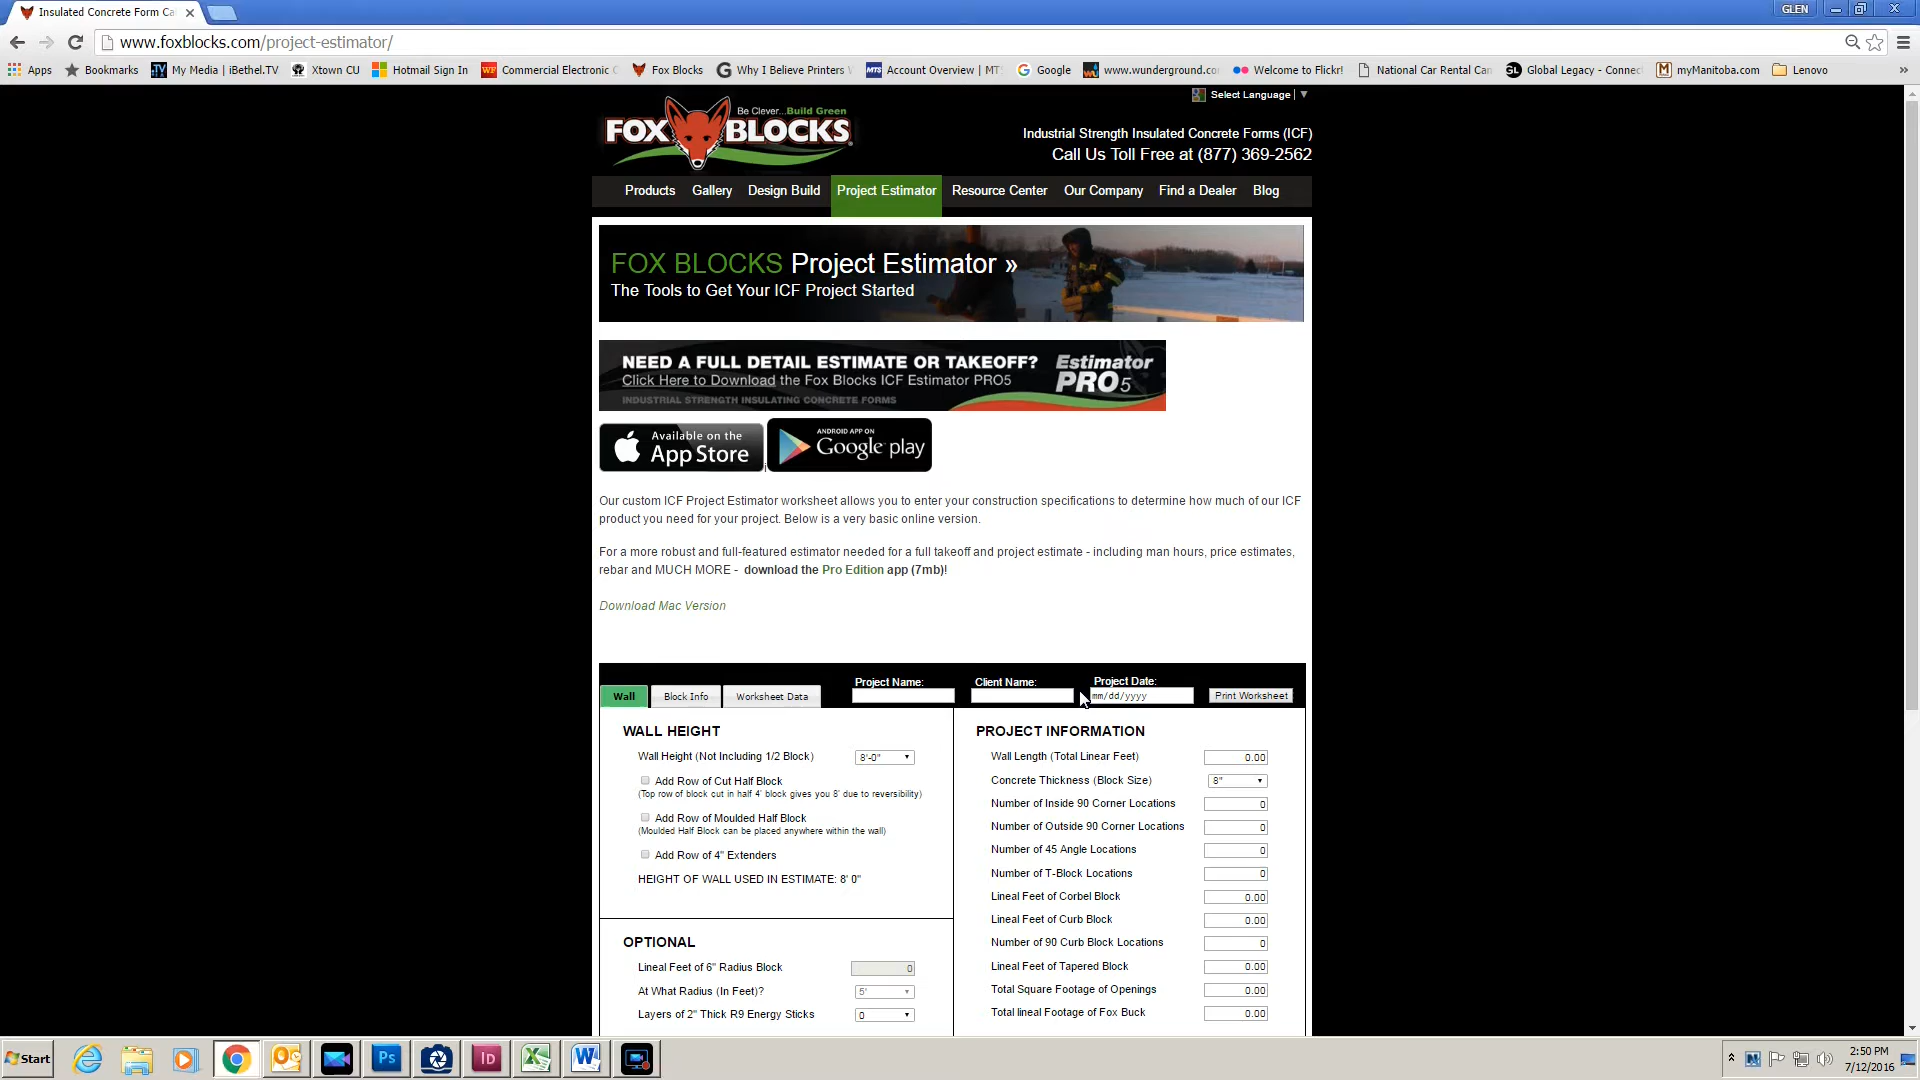 Insulated Concrete Form Ca
GLEN
www.foxblocks.com/project-estimator/
Apps Bookmarks My Media | iBethel.TV Xtown CU Hotmail Sign In Commercial Electronic Fox Blocks Why I Believe Printers Account Overview | MT Google www.wunderground.co Welcome to Flickr! National Car Rental Car Global Legacy - Connec myManitoba.com Lenovo
Select Language
Be Clever...Build Green
FOX BLOCKS
Industrial Strength Insulated Concrete Forms (ICF)
Call Us Toll Free at (877) 369-2562
Products Gallery Design Build Project Estimator Resource Center Our Company Find a Dealer Blog
FOX BLOCKS Project Estimator »
The Tools to Get Your ICF Project Started
NEED A FULL DETAIL ESTIMATE OR TAKEOFF?
Click Here to Download the Fox Blocks ICF Estimator PRO5
INDUSTRIAL STRENGTH INSULATING CONCRETE FORMS
Estimator
PRO5
Available on the
App Store
ANDROID APP ON
Google play
Our custom ICF Project Estimator worksheet allows you to enter your construction specifications to determine how much of our ICF
product you need for your project. Below is a very basic online version.
For a more robust and full-featured estimator needed for a full takeoff and project estimate - including man hours, price estimates,
rebar and MUCH MORE - download the Pro Edition app (7mb)!
Download Mac Version
Wall Block Info Worksheet Data
Project Name: Client Name: Project Date:
mm/dd/yyyy
Print Worksheet
WALL HEIGHT
Wall Height (Not Including 1/2 Block) 8'-0"
Add Row of Cut Half Block
(Top row of block cut in half 4' block gives you 8' due to reversibility)
Add Row of Moulded Half Block
(Moulded Half Block can be placed anywhere within the wall)
Add Row of 4" Extenders
HEIGHT OF WALL USED IN ESTIMATE: 8' 0"
OPTIONAL
Lineal Feet of 6" Radius Block 0
At What Radius (In Feet)? 5'
Layers of 2" Thick R9 Energy Sticks 0
PROJECT INFORMATION
Wall Length (Total Linear Feet) 0.00
Concrete Thickness (Block Size) 8"
Number of Inside 90 Corner Locations 0
Number of Outside 90 Corner Locations 0
Number of 45 Angle Locations 0
Number of T-Block Locations 0
Lineal Feet of Corbel Block 0.00
Lineal Feet of Curb Block 0.00
Number of 90 Curb Block Locations 0
Lineal Feet of Tapered Block 0.00
Total Square Footage of Openings 0.00
Total lineal Footage of Fox Buck 0.00
Start
Ps
Id
2:50 PM
7/12/2016